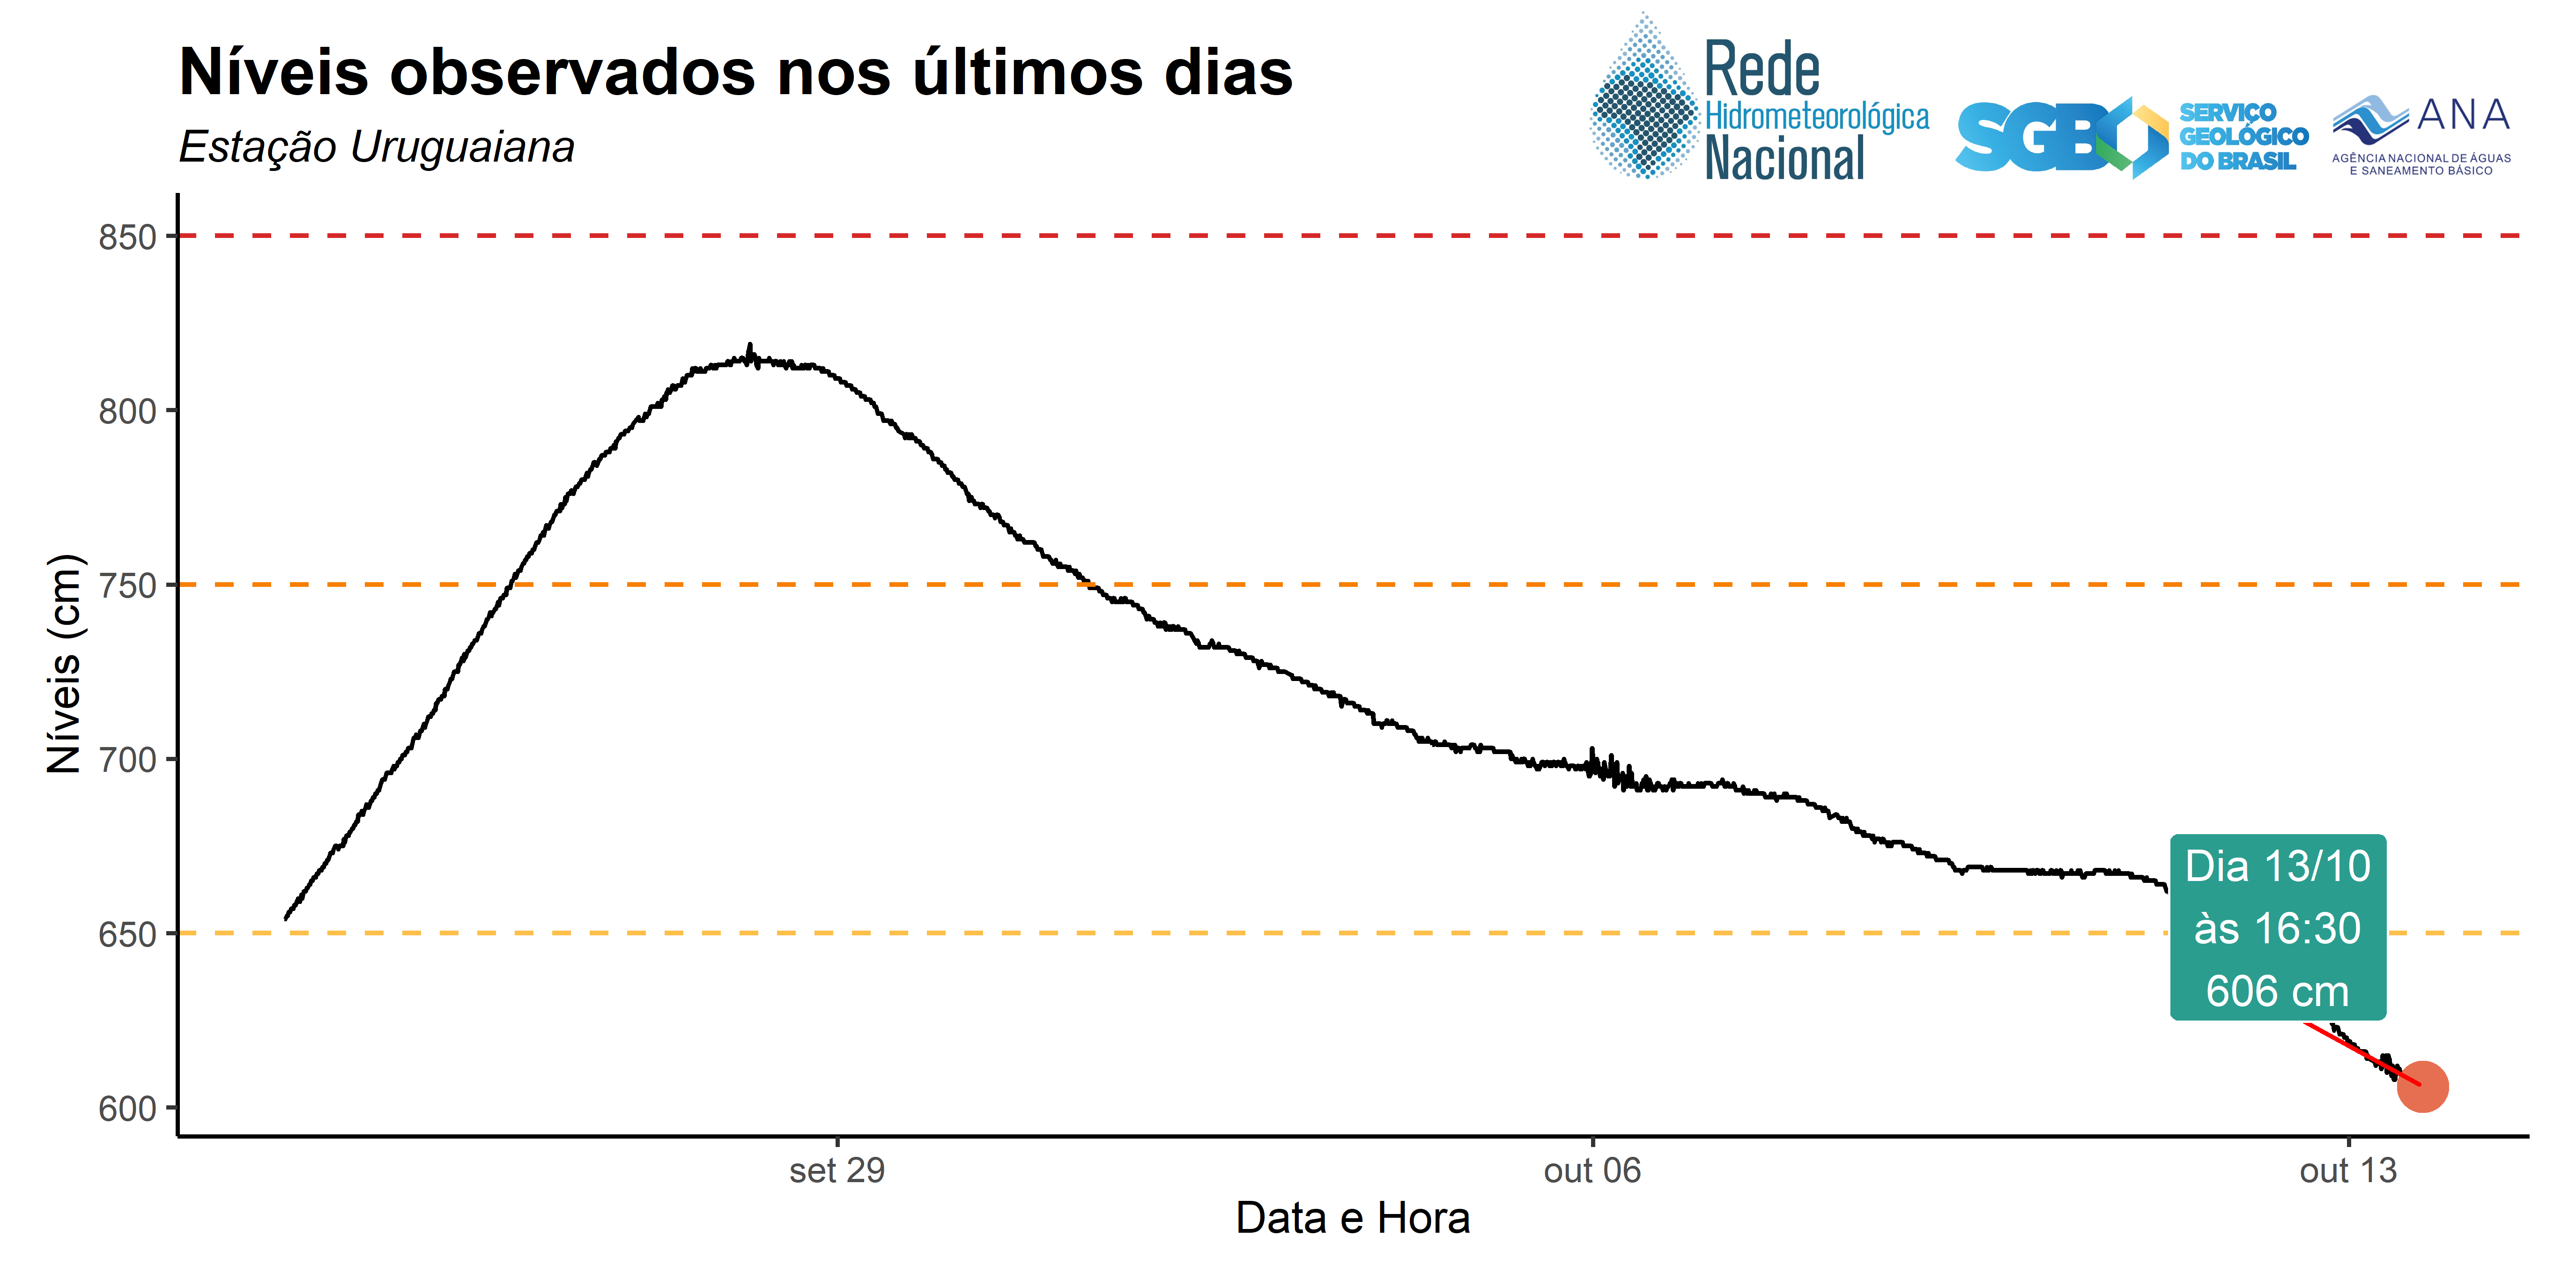 Níveis observados nos últimos dias
Estação Uruguaiana
Rede
Hidrometeorológica
Nacional
SGB
SERVIÇO
GEOLÓGICO
DO BRASIL
ANA
AGÊNCIA NACIONAL DE ÁGUAS
E SANEAMENTO BÁSICO
Níveis (cm)
850
800
750
700
650
600
Dia 13/10
às 16:30
606 cm
set 29
out 06
out 13
Data e Hora